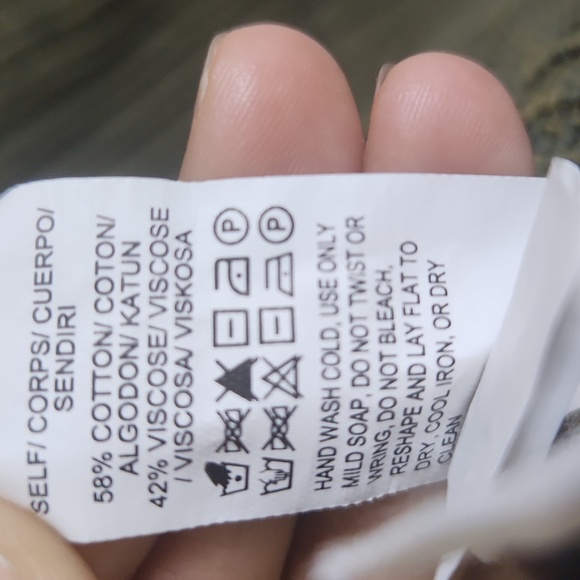 SELF/ CORPS/ CUERPO/
SENDIRI
58% COTTON/ COTON/
ALGODON/ KATUN
42% VISCOSE/ VISCOSE
/ VISCOSA/ VISKOSA
P
P
HAND WASH COLD, USE ONLY
MILD SOAP, DO NOT TWIST OR
WRING, DO NOT BLEACH,
RESHAPE AND LAY FLAT TO
DRY, COOL IRON, OR DRY
CLEAN